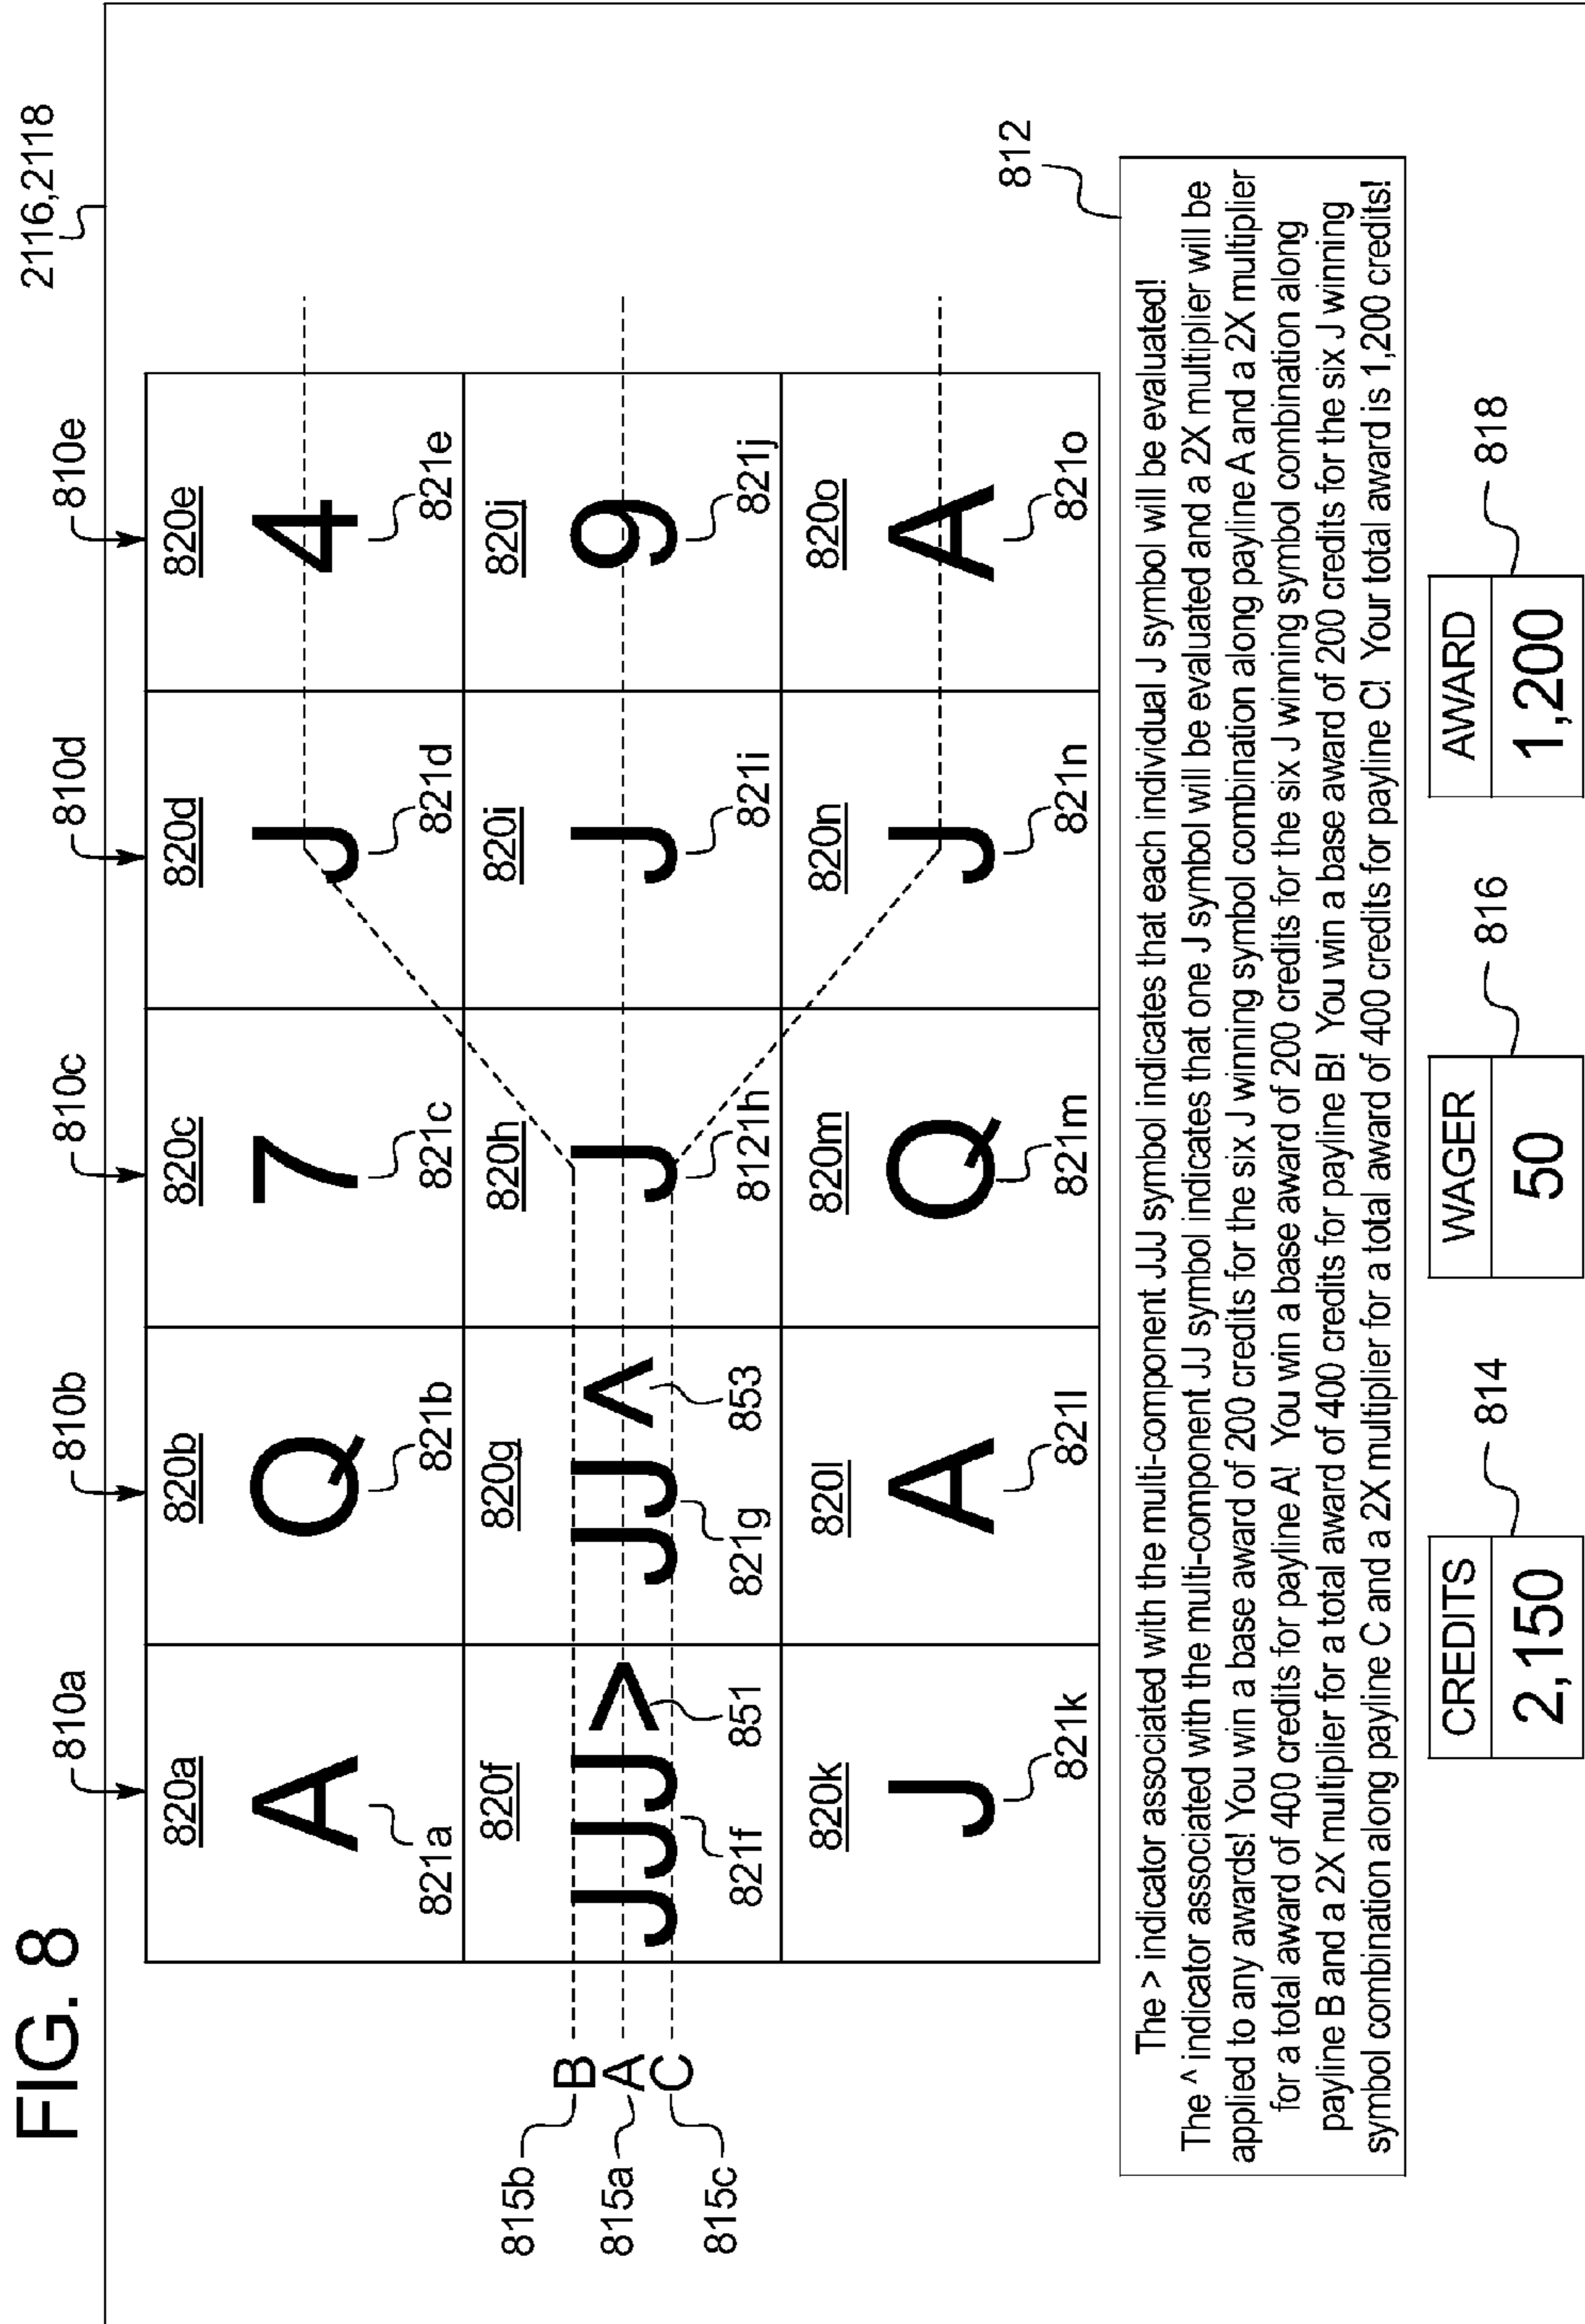 FIG. 8
2116,2118
810a 810b 810c 810d 810e
820a 820b 820c 820d 820e
A Q 7 J 4
821a 821b 821c 821d 821e
815b B
815a A
815c C
820f 820g 820h 820i 820j
JJJ> JJ^ J J 9
821f 851 821g 853 8121h 821i 821j
820k 820l 820m 820n 820o
J A Q J A
821k 821l 821m 821n 821o
812
The > indicator associated with the multi-component JJJ symbol indicates that each individual J symbol will be evaluated!
The ^ indicator associated with the multi-component JJ symbol indicates that one J symbol will be evaluated and a 2X multiplier will be
applied to any awards! You win a base award of 200 credits for the six J winning symbol combination along payline A and a 2X multiplier
for a total award of 400 credits for payline A! You win a base award of 200 credits for the six J winning symbol combination along
payline B and a 2X multiplier for a total award of 400 credits for payline B! You win a base award of 200 credits for the six J winning
symbol combination along payline C and a 2X multiplier for a total award of 400 credits for payline C! Your total award is 1,200 credits!
CREDITS 814 WAGER 816 AWARD 818
2,150 50 1,200